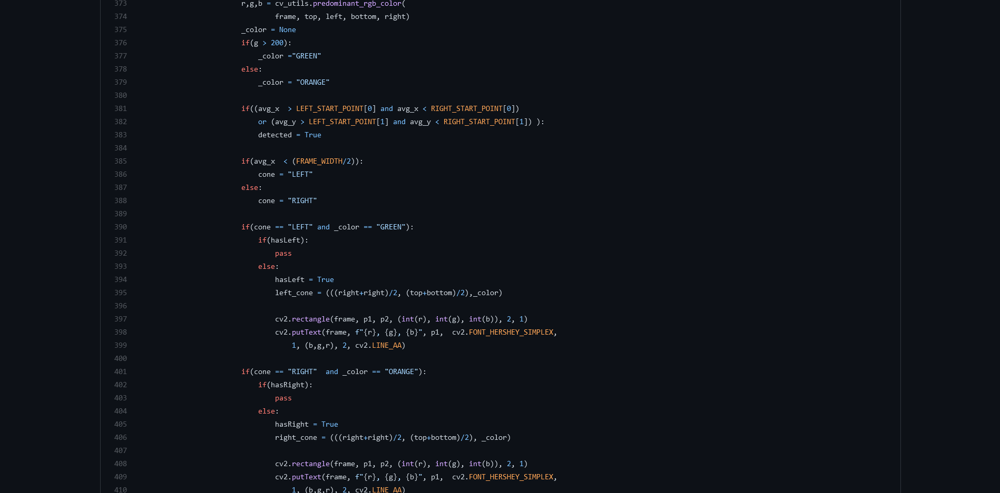 373 r,g,b = cv_utils.predominant_rgb_color(
374 frame, top, left, bottom, right)
375 _color = None
376 if(g > 200):
377 _color ="GREEN"
378 else:
379 _color = "ORANGE"
380
381 if((avg_x  > LEFT_START_POINT[0] and avg_x < RIGHT_START_POINT[0])
382 or (avg_y > LEFT_START_POINT[1] and avg_y < RIGHT_START_POINT[1]) ):
383 detected = True
384
385 if(avg_x  < (FRAME_WIDTH/2)):
386 cone = "LEFT"
387 else:
388 cone = "RIGHT"
389
390 if(cone == "LEFT" and _color == "GREEN"):
391 if(hasLeft):
392 pass
393 else:
394 hasLeft = True
395 left_cone = (((right+right)/2, (top+bottom)/2),_color)
396
397 cv2.rectangle(frame, p1, p2, (int(r), int(g), int(b)), 2, 1)
398 cv2.putText(frame, f"{r}, {g}, {b}", p1,  cv2.FONT_HERSHEY_SIMPLEX,
399 1, (b,g,r), 2, cv2.LINE_AA)
400
401 if(cone == "RIGHT"  and _color == "ORANGE"):
402 if(hasRight):
403 pass
404 else:
405 hasRight = True
406 right_cone = (((right+right)/2, (top+bottom)/2), _color)
407
408 cv2.rectangle(frame, p1, p2, (int(r), int(g), int(b)), 2, 1)
409 cv2.putText(frame, f"{r}, {g}, {b}", p1,  cv2.FONT_HERSHEY_SIMPLEX,
410 1, (b,g,r), 2, cv2.LINE_AA)